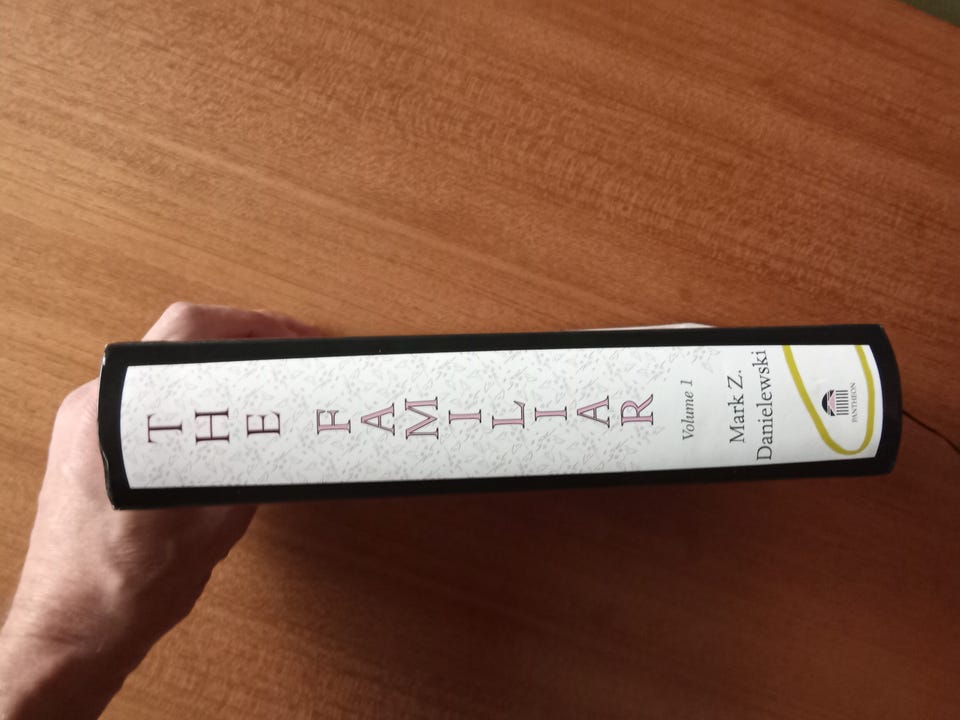 THE
FAMILIAR
Volume 1
Mark Z.
Danielewski
PANTHEON